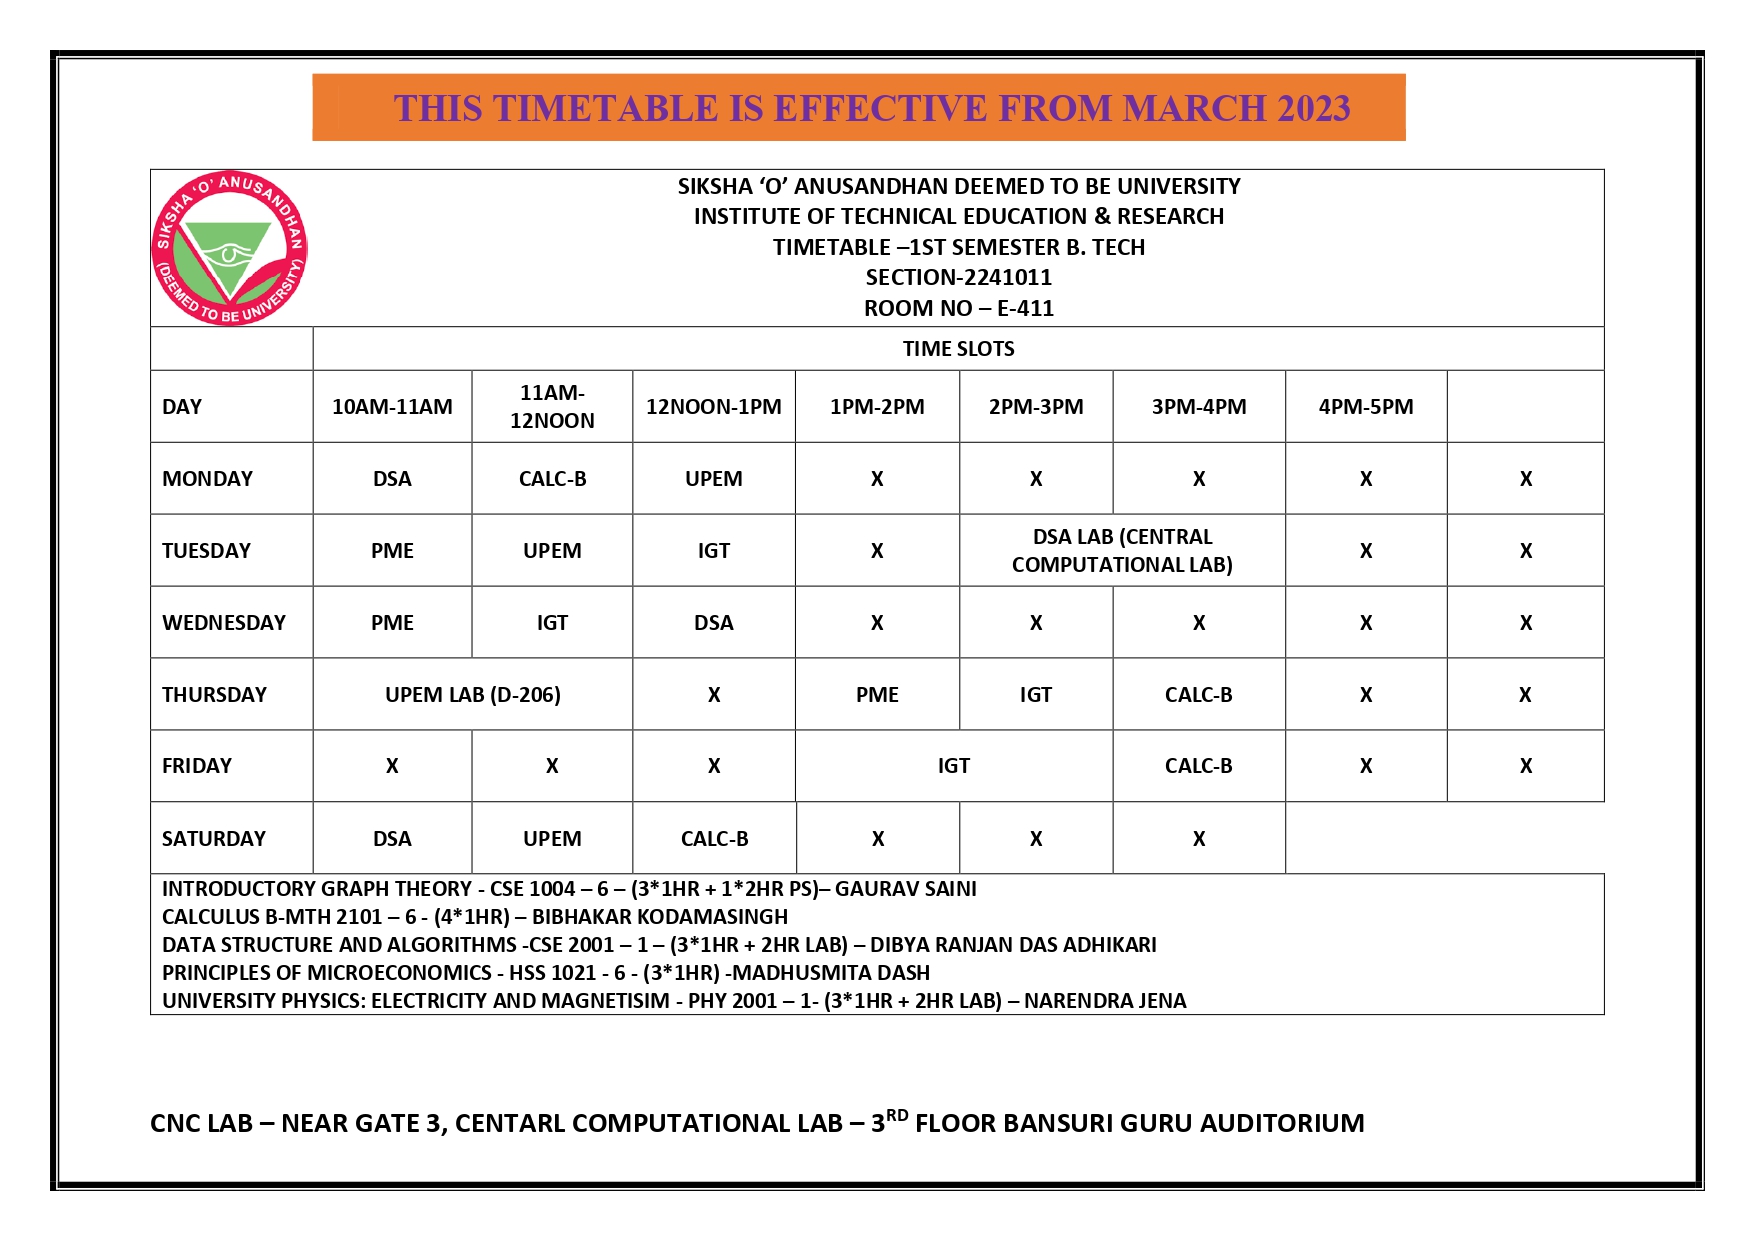 THIS TIMETABLE IS EFFECTIVE FROM MARCH 2023
SIKSHA 'O' ANUSANDHAN
(DEEMED TO BE UNIVERSITY)
SIKSHA ‘O’ ANUSANDHAN DEEMED TO BE UNIVERSITY
INSTITUTE OF TECHNICAL EDUCATION & RESEARCH
TIMETABLE –1ST SEMESTER B. TECH
SECTION-2241011
ROOM NO – E-411
TIME SLOTS
DAY 10AM-11AM 11AM-12NOON 12NOON-1PM 1PM-2PM 2PM-3PM 3PM-4PM 4PM-5PM
MONDAY DSA CALC-B UPEM X X X X X
TUESDAY PME UPEM IGT X DSA LAB (CENTRAL COMPUTATIONAL LAB) X X
WEDNESDAY PME IGT DSA X X X X X
THURSDAY UPEM LAB (D-206) X PME IGT CALC-B X X
FRIDAY X X X IGT CALC-B X X
SATURDAY DSA UPEM CALC-B X X X
INTRODUCTORY GRAPH THEORY - CSE 1004 – 6 – (3*1HR + 1*2HR PS)– GAURAV SAINI
CALCULUS B-MTH 2101 – 6 - (4*1HR) – BIBHAKAR KODAMASINGH
DATA STRUCTURE AND ALGORITHMS -CSE 2001 – 1 – (3*1HR + 2HR LAB) – DIBYA RANJAN DAS ADHIKARI
PRINCIPLES OF MICROECONOMICS - HSS 1021 - 6 - (3*1HR) -MADHUSMITA DASH
UNIVERSITY PHYSICS: ELECTRICITY AND MAGNETISIM - PHY 2001 – 1- (3*1HR + 2HR LAB) – NARENDRA JENA
CNC LAB – NEAR GATE 3, CENTARL COMPUTATIONAL LAB – 3RD FLOOR BANSURI GURU AUDITORIUM